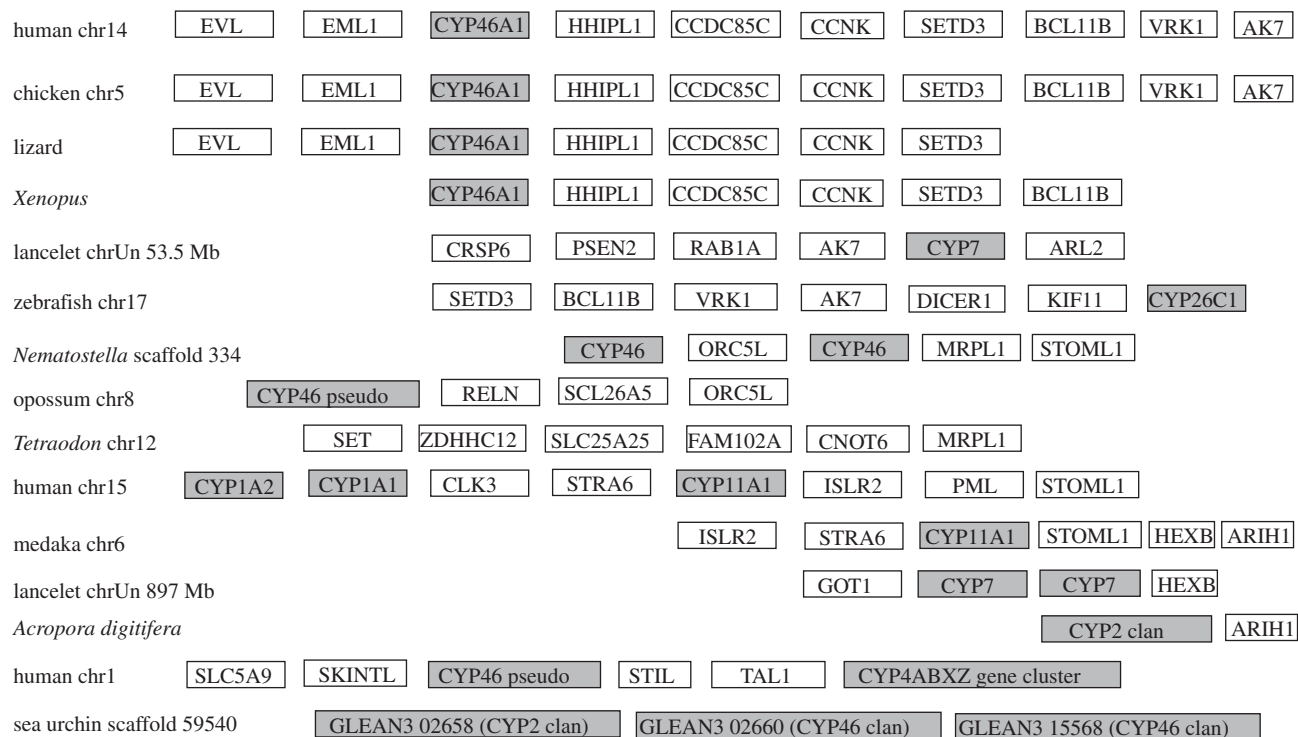 human chr14 EVL EML1 CYP46A1 HHIPL1 CCDC85C CCNK SETD3 BCL11B VRK1 AK7
chicken chr5 EVL EML1 CYP46A1 HHIPL1 CCDC85C CCNK SETD3 BCL11B VRK1 AK7
lizard EVL EML1 CYP46A1 HHIPL1 CCDC85C CCNK SETD3
Xenopus CYP46A1 HHIPL1 CCDC85C CCNK SETD3 BCL11B
lancelet chrUn 53.5 Mb CRSP6 PSEN2 RAB1A AK7 CYP7 ARL2
zebrafish chr17 SETD3 BCL11B VRK1 AK7 DICER1 KIF11 CYP26C1
Nematostella scaffold 334 CYP46 ORC5L CYP46 MRPL1 STOML1
opossum chr8 CYP46 pseudo RELN SCL26A5 ORC5L
Tetraodon chr12 SET ZDHHC12 SLC25A25 FAM102A CNOT6 MRPL1
human chr15 CYP1A2 CYP1A1 CLK3 STRA6 CYP11A1 ISLR2 PML STOML1
medaka chr6 ISLR2 STRA6 CYP11A1 STOML1 HEXB ARIH1
lancelet chrUn 897 Mb GOT1 CYP7 CYP7 HEXB
Acropora digitifera CYP2 clan ARIH1
human chr1 SLC5A9 SKINTL CYP46 pseudo STIL TAL1 CYP4ABXZ gene cluster
sea urchin scaffold 59540 GLEAN3 02658 (CYP2 clan) GLEAN3 02660 (CYP46 clan) GLEAN3 15568 (CYP46 clan)